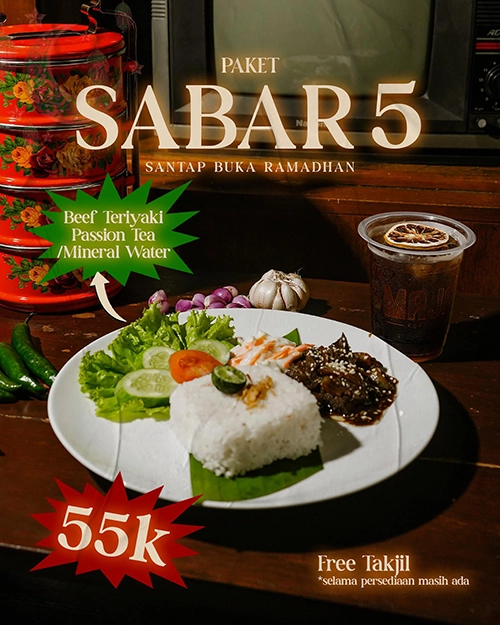 PAKET
SABAR 5
SANTAP BUKA RAMADHAN
Beef Teriyaki
Passion Tea
/Mineral Water
55k
Free Takjil
*selama persediaan masih ada